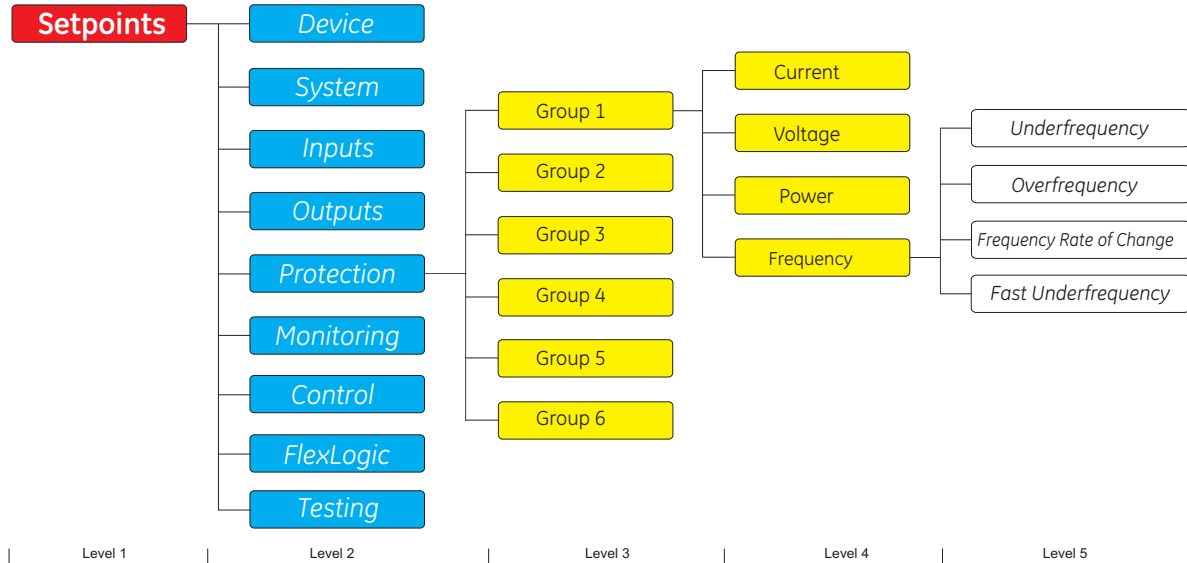 Setpoints
Device
System
Inputs
Outputs
Protection
Monitoring
Control
FlexLogic
Testing
Group 1
Group 2
Group 3
Group 4
Group 5
Group 6
Current
Voltage
Power
Frequency
Underfrequency
Overfrequency
Frequency Rate of Change
Fast Underfrequency
Level 1
Level 2
Level 3
Level 4
Level 5